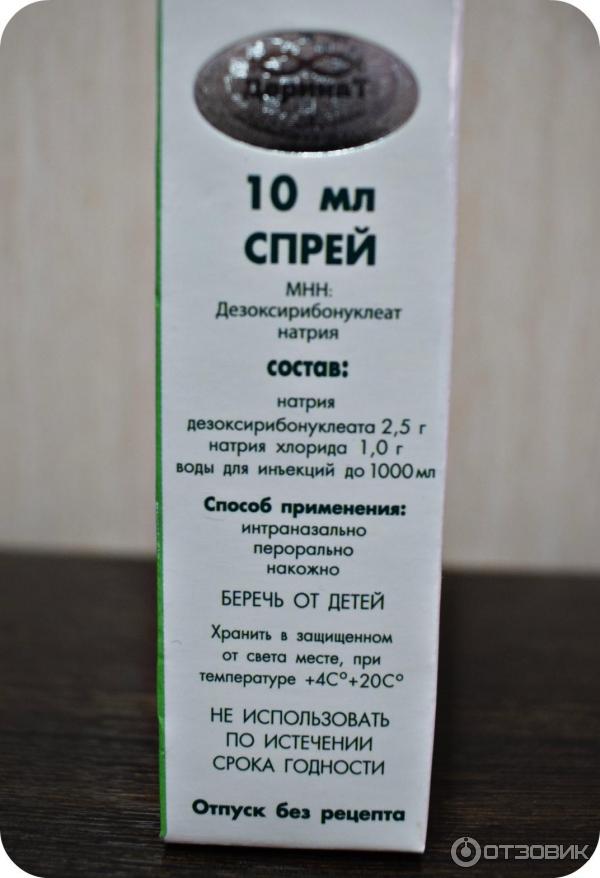 Деринат
10 мл
СПРЕЙ
МНН:
Дезоксирибонуклеат
натрия
состав:
натрия
дезоксирибонуклеата 2,5 г
натрия хлорида 1,0 г
воды для инъекций до 1000 мл
Способ применения:
интраназально
перорально
накожно
БЕРЕЧЬ ОТ ДЕТЕЙ
Хранить в защищенном
от света месте, при
температуре +4С°+20С°
НЕ ИСПОЛЬЗОВАТЬ
ПО ИСТЕЧЕНИИ
СРОКА ГОДНОСТИ
Отпуск без рецепта
ОТЗОВИК